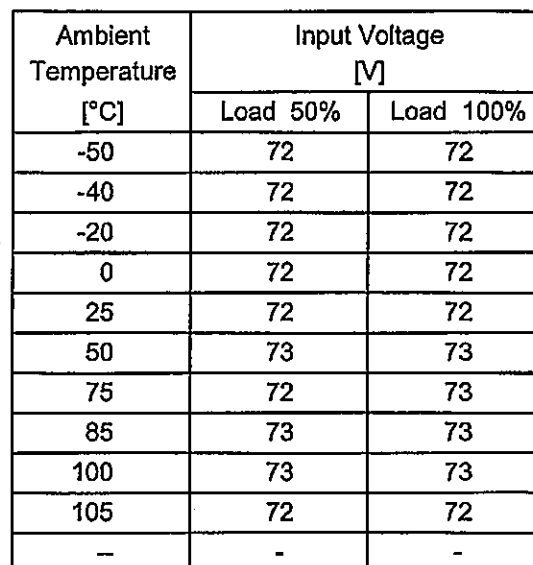 Ambient Temperature [°C] Input Voltage [V]
Load 50% Load 100%
-50 72 72
-40 72 72
-20 72 72
0 72 72
25 72 72
50 73 73
75 72 73
85 73 73
100 73 73
105 72 72
-- - -